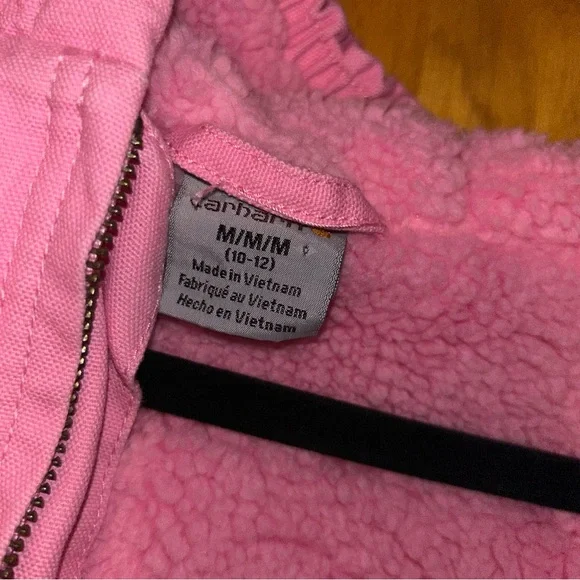 carhartt
M/M/M
(10-12)
Made in Vietnam
Fabriqué au Vietnam
Hecho en Vietnam